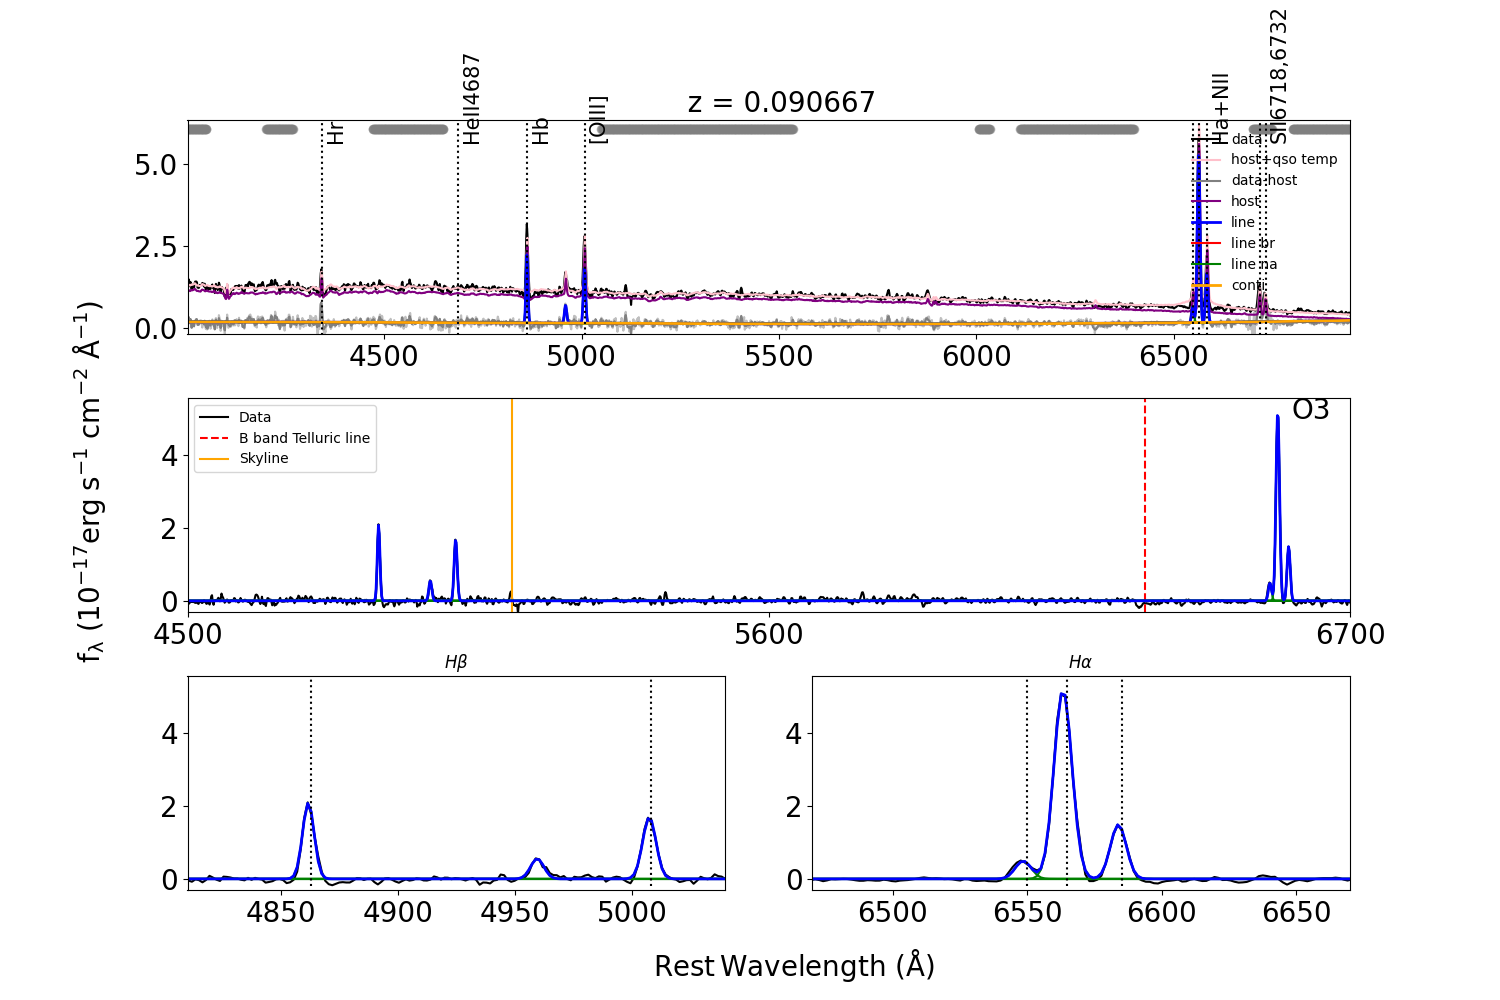 z = 0.090667
Hr
HeII4687
Hb
[OIII]
Ha+NII
SII6718,6732
data
host+qso temp
data-host
host
line
line br
line na
conti
5.0
2.5
0.0
4500 5000 5500 6000 6500
fλ (10−17erg s−1 cm−2 Å−1)
Data
B band Telluric line
Skyline
O3
4
2
0
4500 5600 6700
Hβ
4
2
0
4850 4900 4950 5000
Hα
4
2
0
6500 6550 6600 6650
Rest Wavelength (Å)